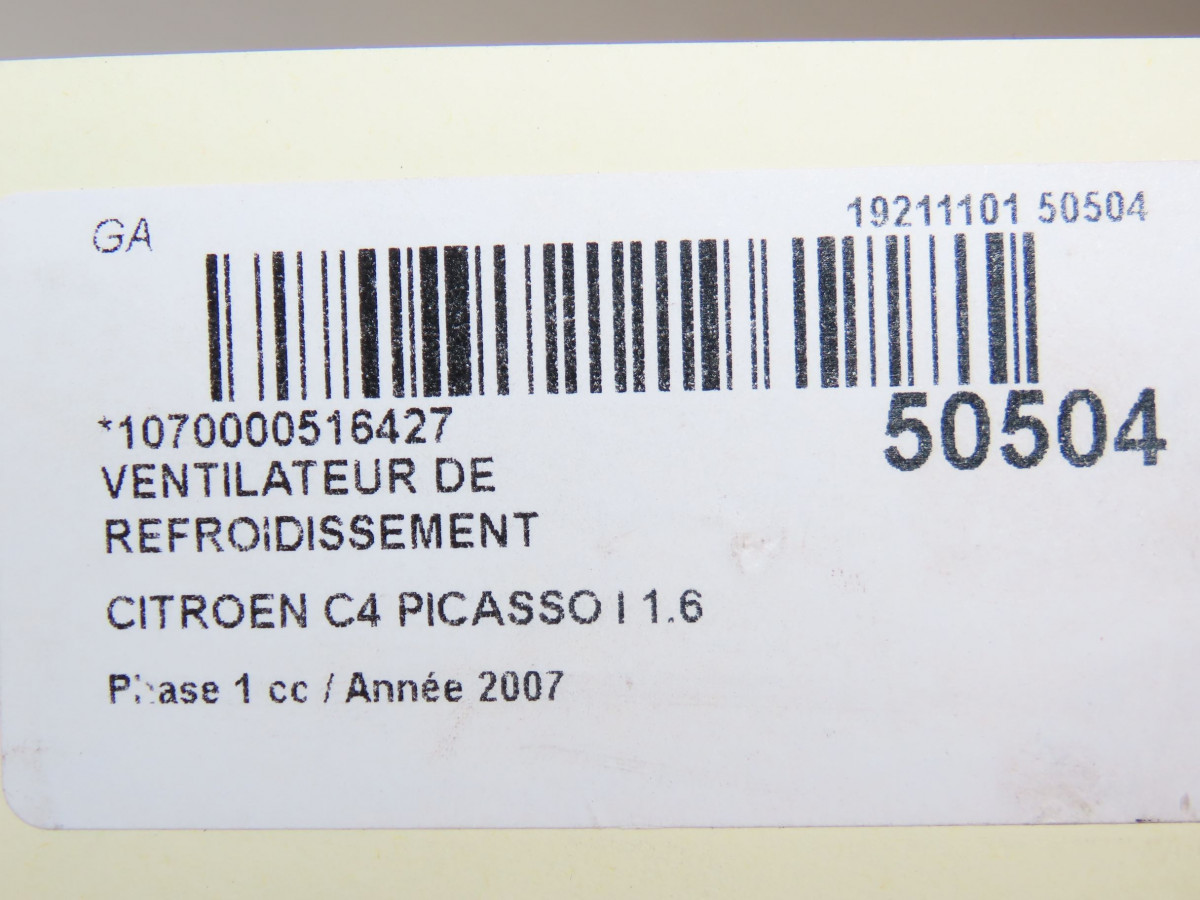 GA
19211101 50504
*1070000516427
50504
VENTILATEUR DE
REFROIDISSEMENT
CITROEN C4 PICASSO I 1.6
Phase 1 cc / Année 2007